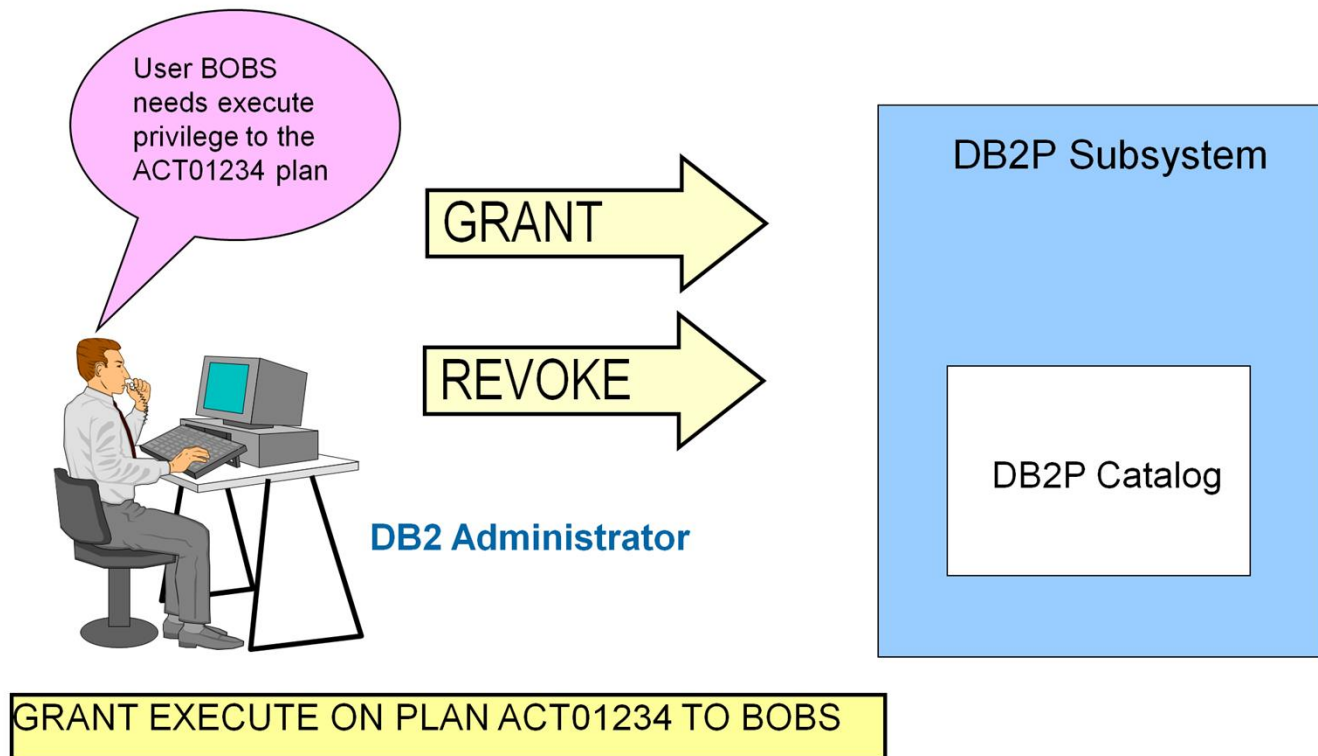 User BOBS
needs execute
privilege to the
ACT01234 plan
GRANT
REVOKE
DB2P Subsystem
DB2P Catalog
DB2 Administrator
GRANT EXECUTE ON PLAN ACT01234 TO BOBS